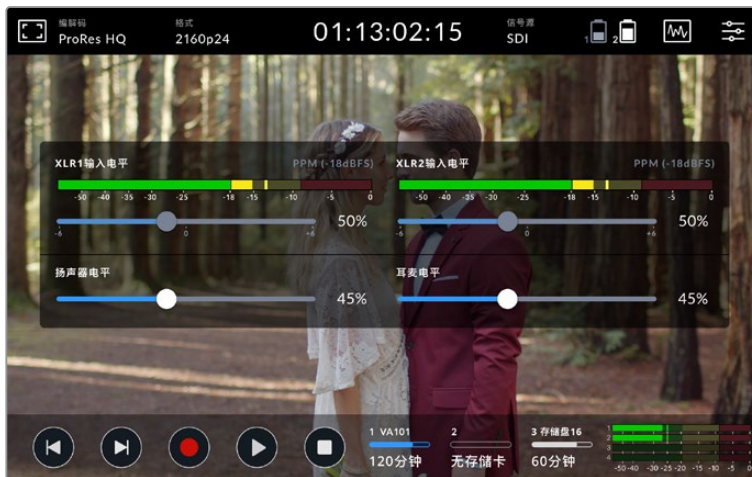 编解码
ProRes HQ
格式
2160p24
01:13:02:15
信号源
SDI
1
2
XLR1输入电平
PPM (-18dBFS)
-50 -40 -35 -30 -25 -18 -15 -10 -5 0
50%
-6 0 +6
XLR2输入电平
PPM (-18dBFS)
-50 -40 -35 -30 -25 -18 -15 -10 -5 0
50%
-6 0 +6
扬声器电平
45%
耳麦电平
45%
1 VA101
120分钟
2
无存储卡
3 存储盘16
60分钟
1
2
3
4
-50 -40 -30 -25 -20 -15 -10 -5 0